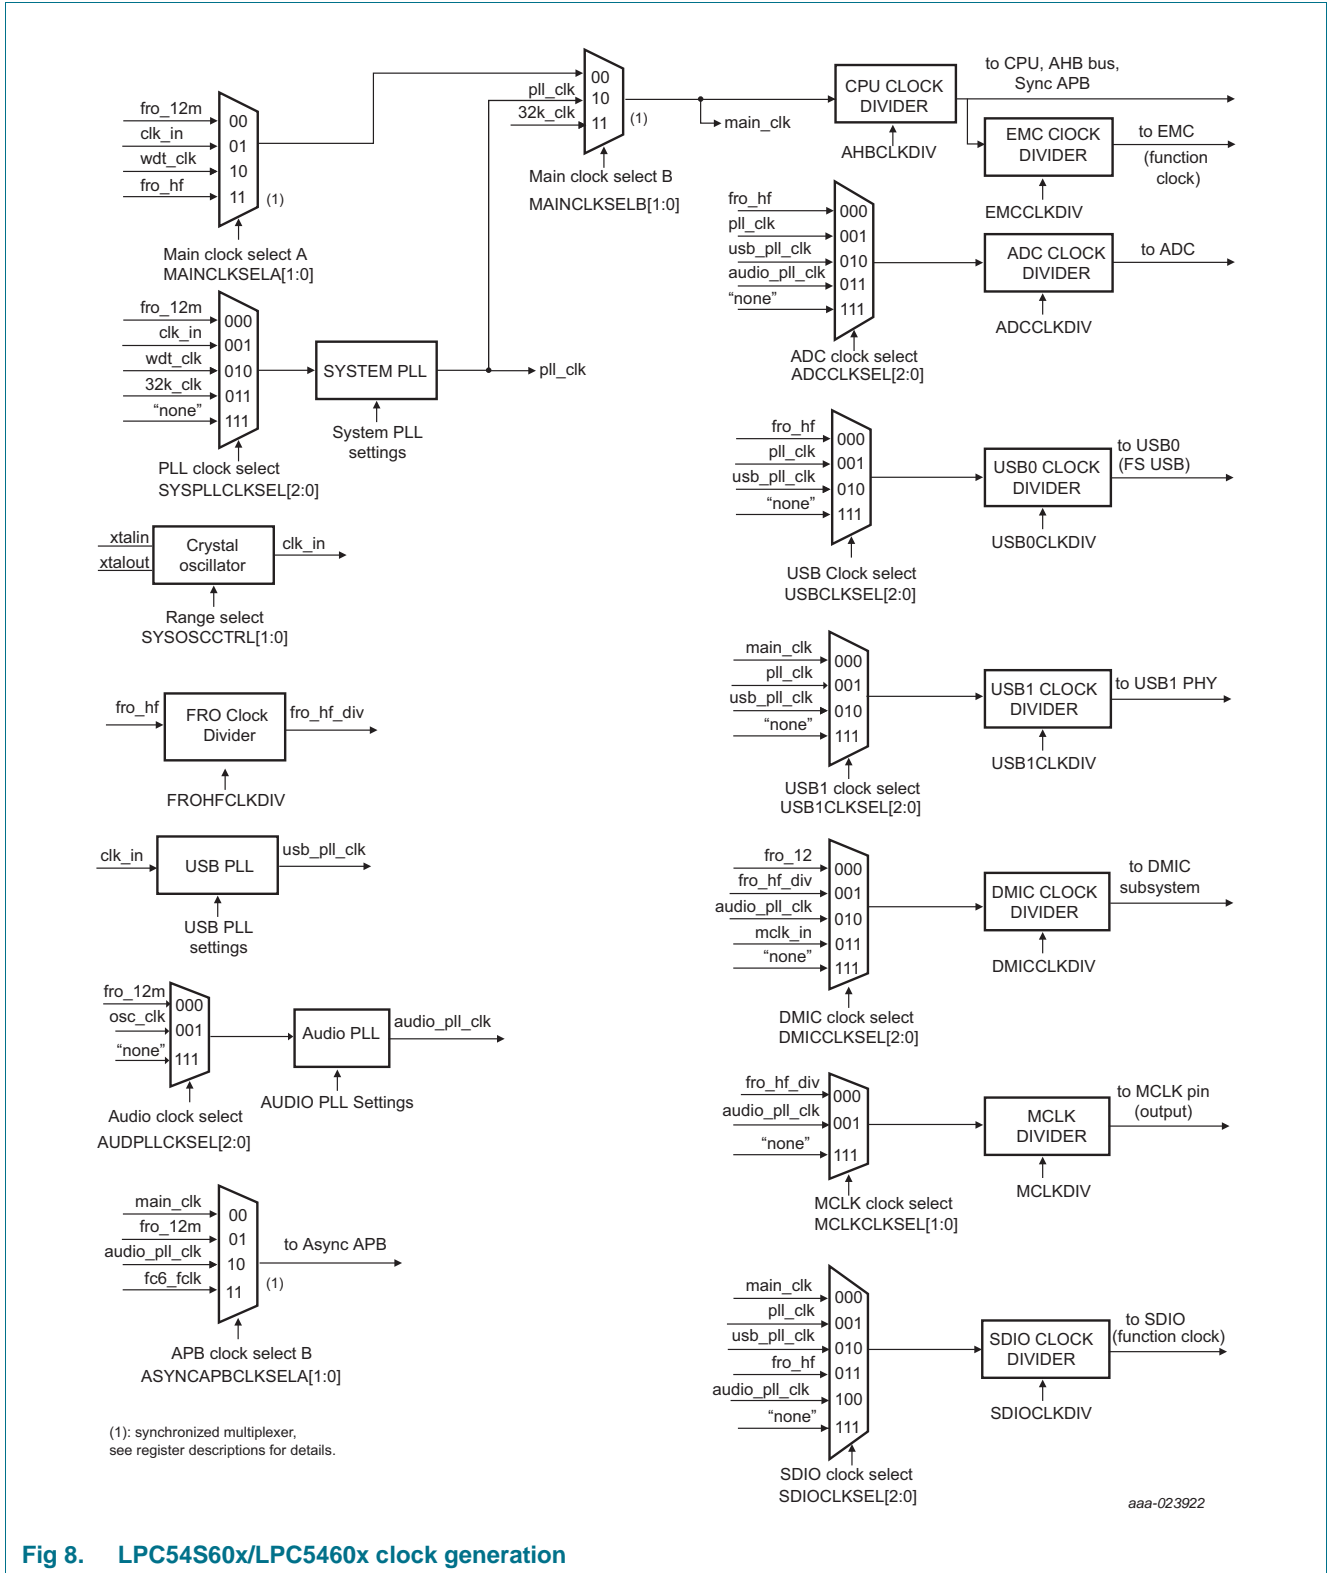 fro_12m
clk_in
wdt_clk
fro_hf
00
01
10
11
(1)
Main clock select A
MAINCLKSELA[1:0]
pll_clk
32k_clk
00
10
11
(1)
Main clock select B
MAINCLKSELB[1:0]
main_clk
CPU CLOCK
DIVIDER
AHBCLKDIV
to CPU, AHB bus,
Sync APB
EMC ClOCK
DIVIDER
EMCCLKDIV
to EMC
(function
clock)
fro_12m
clk_in
wdt_clk
32k_clk
“none”
000
001
010
011
111
PLL clock select
SYSPLLCLKSEL[2:0]
SYSTEM PLL
System PLL
settings
pll_clk
fro_hf
pll_clk
usb_pll_clk
audio_pll_clk
“none”
000
001
010
011
111
ADC clock select
ADCCLKSEL[2:0]
ADC CLOCK
DIVIDER
ADCCLKDIV
to ADC
xtalin
xtalout
Crystal
oscillator
clk_in
Range select
SYSOSCCTRL[1:0]
fro_hf
pll_clk
usb_pll_clk
“none”
000
001
010
111
USB Clock select
USBCLKSEL[2:0]
USB0 CLOCK
DIVIDER
USB0CLKDIV
to USB0
(FS USB)
fro_hf
FRO Clock
Divider
fro_hf_div
FROHFCLKDIV
main_clk
pll_clk
usb_pll_clk
“none”
000
001
010
111
USB1 clock select
USB1CLKSEL[2:0]
USB1 CLOCK
DIVIDER
USB1CLKDIV
to USB1 PHY
clk_in
USB PLL
usb_pll_clk
USB PLL
settings
fro_12
fro_hf_div
audio_pll_clk
mclk_in
“none”
000
001
010
011
111
DMIC clock select
DMICCLKSEL[2:0]
DMIC CLOCK
DIVIDER
DMICCLKDIV
to DMIC
subsystem
fro_12m
osc_clk
“none”
000
001
111
Audio clock select
AUDPLLCKSEL[2:0]
Audio PLL
AUDIO PLL Settings
audio_pll_clk
fro_hf_div
audio_pll_clk
“none”
000
001
111
MCLK clock select
MCLKCLKSEL[1:0]
MCLK
DIVIDER
MCLKDIV
to MCLK pin
(output)
main_clk
fro_12m
audio_pll_clk
fc6_fclk
00
01
10
11
(1)
to Async APB
APB clock select B
ASYNCAPBCLKSELA[1:0]
main_clk
pll_clk
usb_pll_clk
fro_hf
audio_pll_clk
“none”
000
001
010
011
100
111
SDIO clock select
SDIOCLKSEL[2:0]
SDIO CLOCK
DIVIDER
SDIOCLKDIV
to SDIO
(function clock)
(1): synchronized multiplexer,
see register descriptions for details.
aaa-023922
Fig 8. LPC54S60x/LPC5460x clock generation